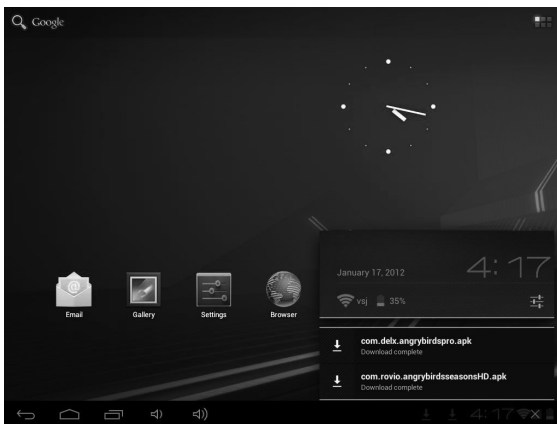 Google
January 17, 2012
4:17
vsj 35%
Email
Gallery
Settings
Browser
com.delx.angrybirdspro.apk
Download complete
com.rovio.angrybirdsseasonsHD.apk
Download complete
4:17